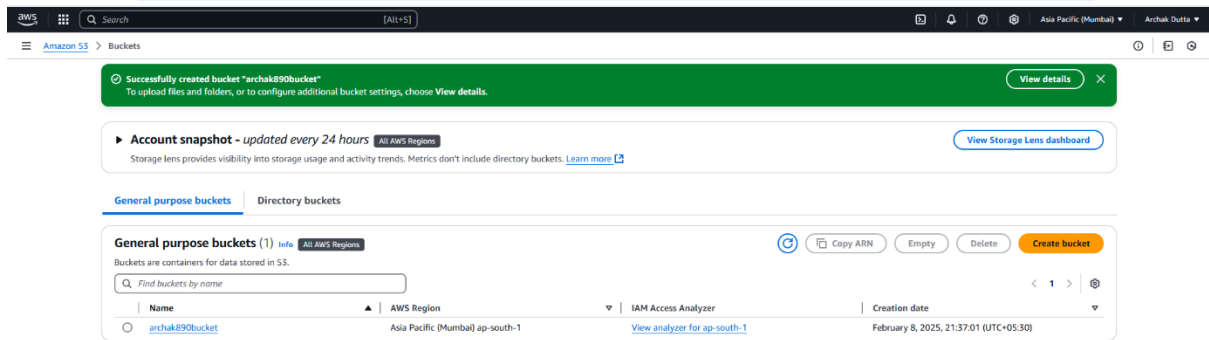 aws Search [Alt+S] Asia Pacific (Mumbai) ▼ Archak Dutta ▼
Amazon S3 > Buckets
Successfully created bucket "archak890bucket"
To upload files and folders, or to configure additional bucket settings, choose View details.
View details
Account snapshot - updated every 24 hours All AWS Regions
Storage lens provides visibility into storage usage and activity trends. Metrics don't include directory buckets. Learn more
View Storage Lens dashboard
General purpose buckets Directory buckets
General purpose buckets (1) Info All AWS Regions
Copy ARN Empty Delete Create bucket
Buckets are containers for data stored in S3.
Find buckets by name < 1 >
Name AWS Region IAM Access Analyzer Creation date
archak890bucket Asia Pacific (Mumbai) ap-south-1 View analyzer for ap-south-1 February 8, 2025, 21:37:01 (UTC+05:30)